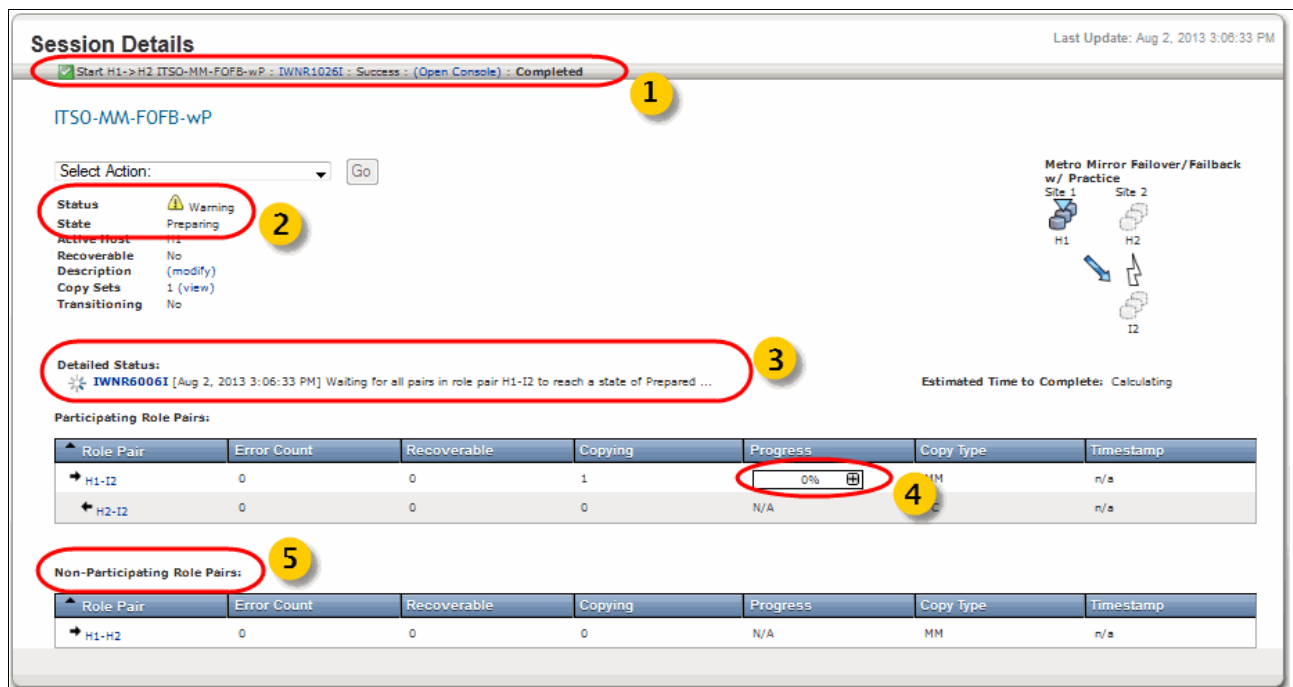 Session Details
Last Update: Aug 2, 2013 3:06:33 PM
Start H1->H2 ITSO-MM-FOFB-wP : IWNR1026I : Success : (Open Console) : Completed
1
ITSO-MM-FOFB-wP
Select Action:
Go
Status Warning
State Preparing
2
Active Host H1
Recoverable No
Description (modify)
Copy Sets 1 (view)
Transitioning No
Metro Mirror Failover/Failback
w/ Practice
Site 1 Site 2
H1 H2
I2
Detailed Status:
IWNR6006I [Aug 2, 2013 3:06:33 PM] Waiting for all pairs in role pair H1-I2 to reach a state of Prepared ...
3
Estimated Time to Complete: Calculating
Participating Role Pairs:
Role Pair Error Count Recoverable Copying Progress Copy Type Timestamp
H1-I2 0 0 1 0% MM n/a
4
H2-I2 0 0 0 N/A C n/a
Non-Participating Role Pairs:
5
Role Pair Error Count Recoverable Copying Progress Copy Type Timestamp
H1-H2 0 0 0 N/A MM n/a